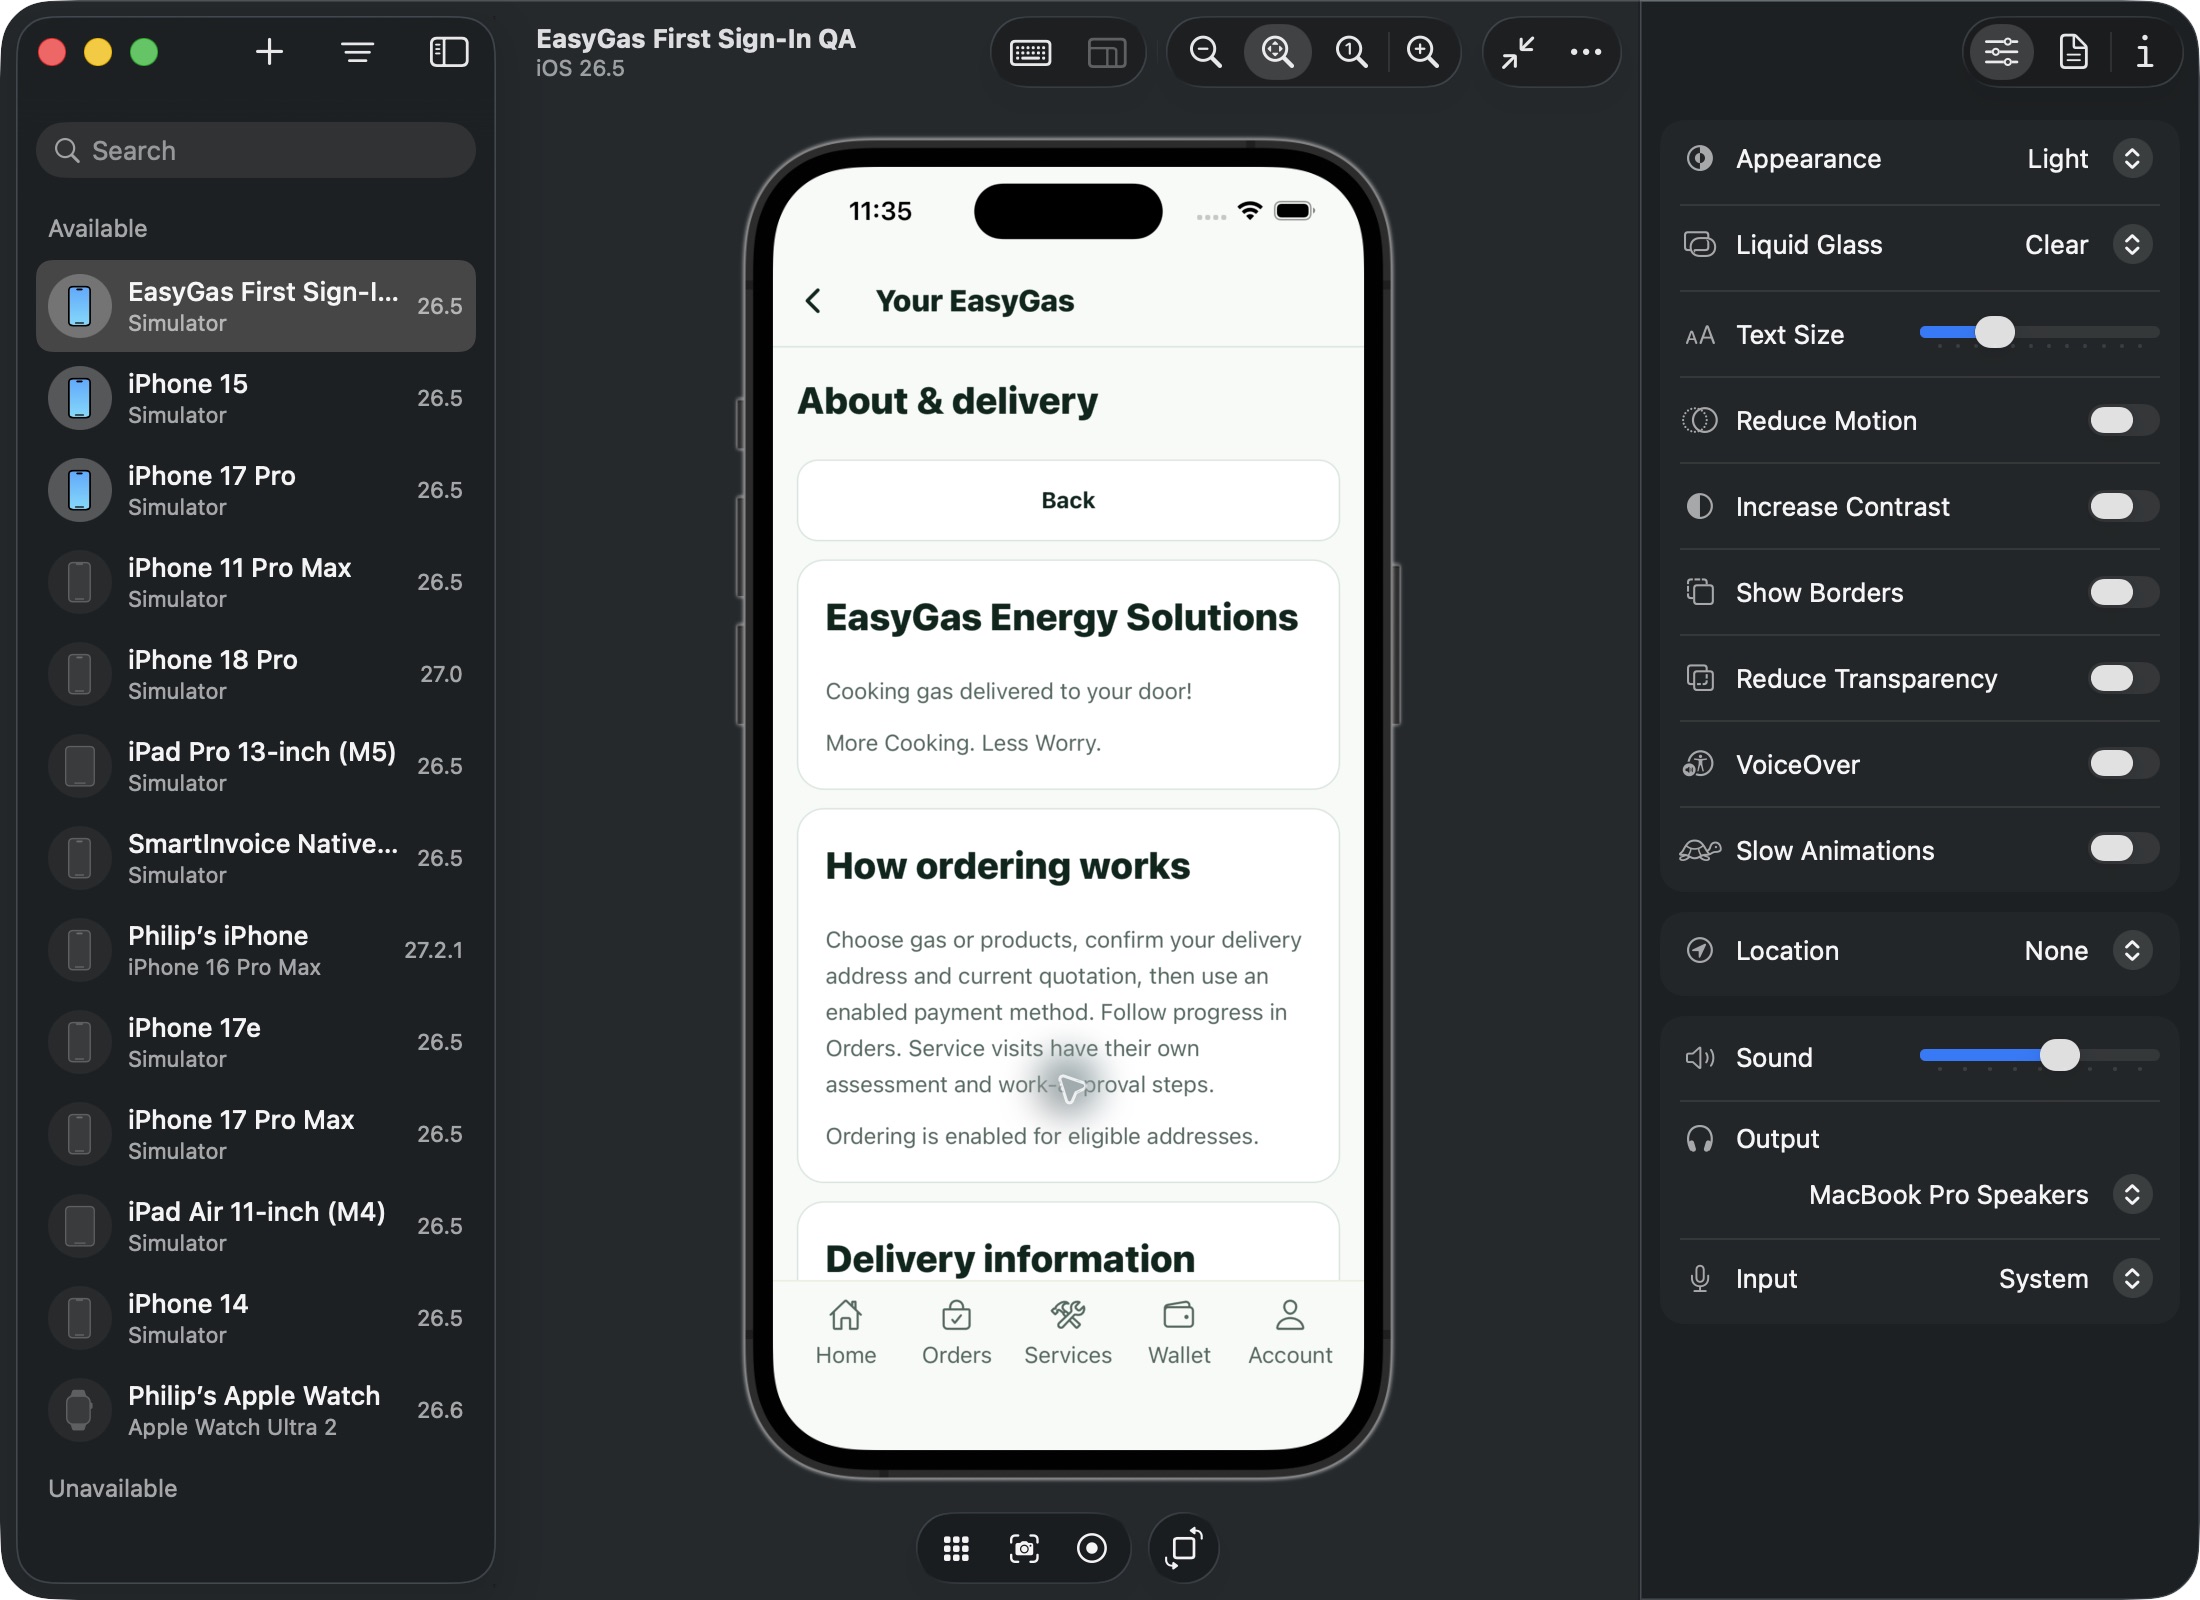 EasyGas First Sign-In QA
iOS 26.5
Search
Available
EasyGas First Sign-I...
Simulator
26.5
iPhone 15
Simulator
26.5
iPhone 17 Pro
Simulator
26.5
iPhone 11 Pro Max
Simulator
26.5
iPhone 18 Pro
Simulator
27.0
iPad Pro 13-inch (M5)
Simulator
26.5
SmartInvoice Native...
Simulator
26.5
Philip’s iPhone
iPhone 16 Pro Max
27.2.1
iPhone 17e
Simulator
26.5
iPhone 17 Pro Max
Simulator
26.5
iPad Air 11-inch (M4)
Simulator
26.5
iPhone 14
Simulator
26.5
Philip’s Apple Watch
Apple Watch Ultra 2
26.6
Unavailable
11:35
Your EasyGas
About & delivery
Back
EasyGas Energy Solutions
Cooking gas delivered to your door!
More Cooking. Less Worry.
How ordering works
Choose gas or products, confirm your delivery
address and current quotation, then use an
enabled payment method. Follow progress in
Orders. Service visits have their own
assessment and work-approval steps.
Ordering is enabled for eligible addresses.
Delivery information
Home
Orders
Services
Wallet
Account
Appearance
Light
Liquid Glass
Clear
Text Size
Reduce Motion
Increase Contrast
Show Borders
Reduce Transparency
VoiceOver
Slow Animations
Location
None
Sound
Output
MacBook Pro Speakers
Input
System